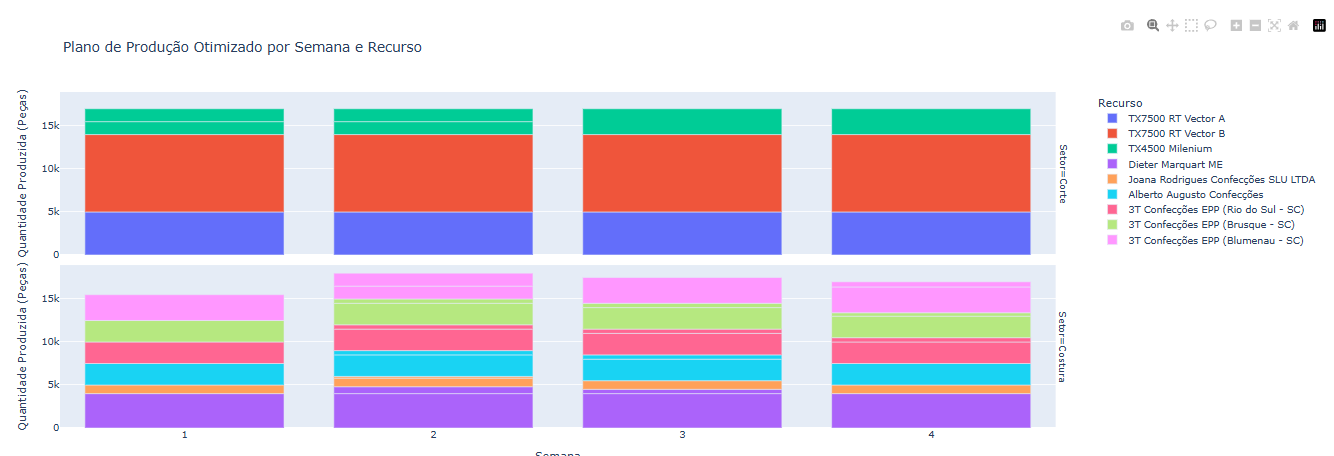 Plano de Produção Otimizado por Semana e Recurso
Quantidade Produzida (Peças)
15k
10k
5k
0
Setor=Corte
Quantidade Produzida (Peças)
15k
10k
5k
0
Setor=Costura
1
2
3
4
Semana
Recurso
TX7500 RT Vector A
TX7500 RT Vector B
TX4500 Milenium
Dieter Marquart ME
Joana Rodrigues Confecções SLU LTDA
Alberto Augusto Confecções
3T Confecções EPP (Rio do Sul - SC)
3T Confecções EPP (Brusque - SC)
3T Confecções EPP (Blumenau - SC)